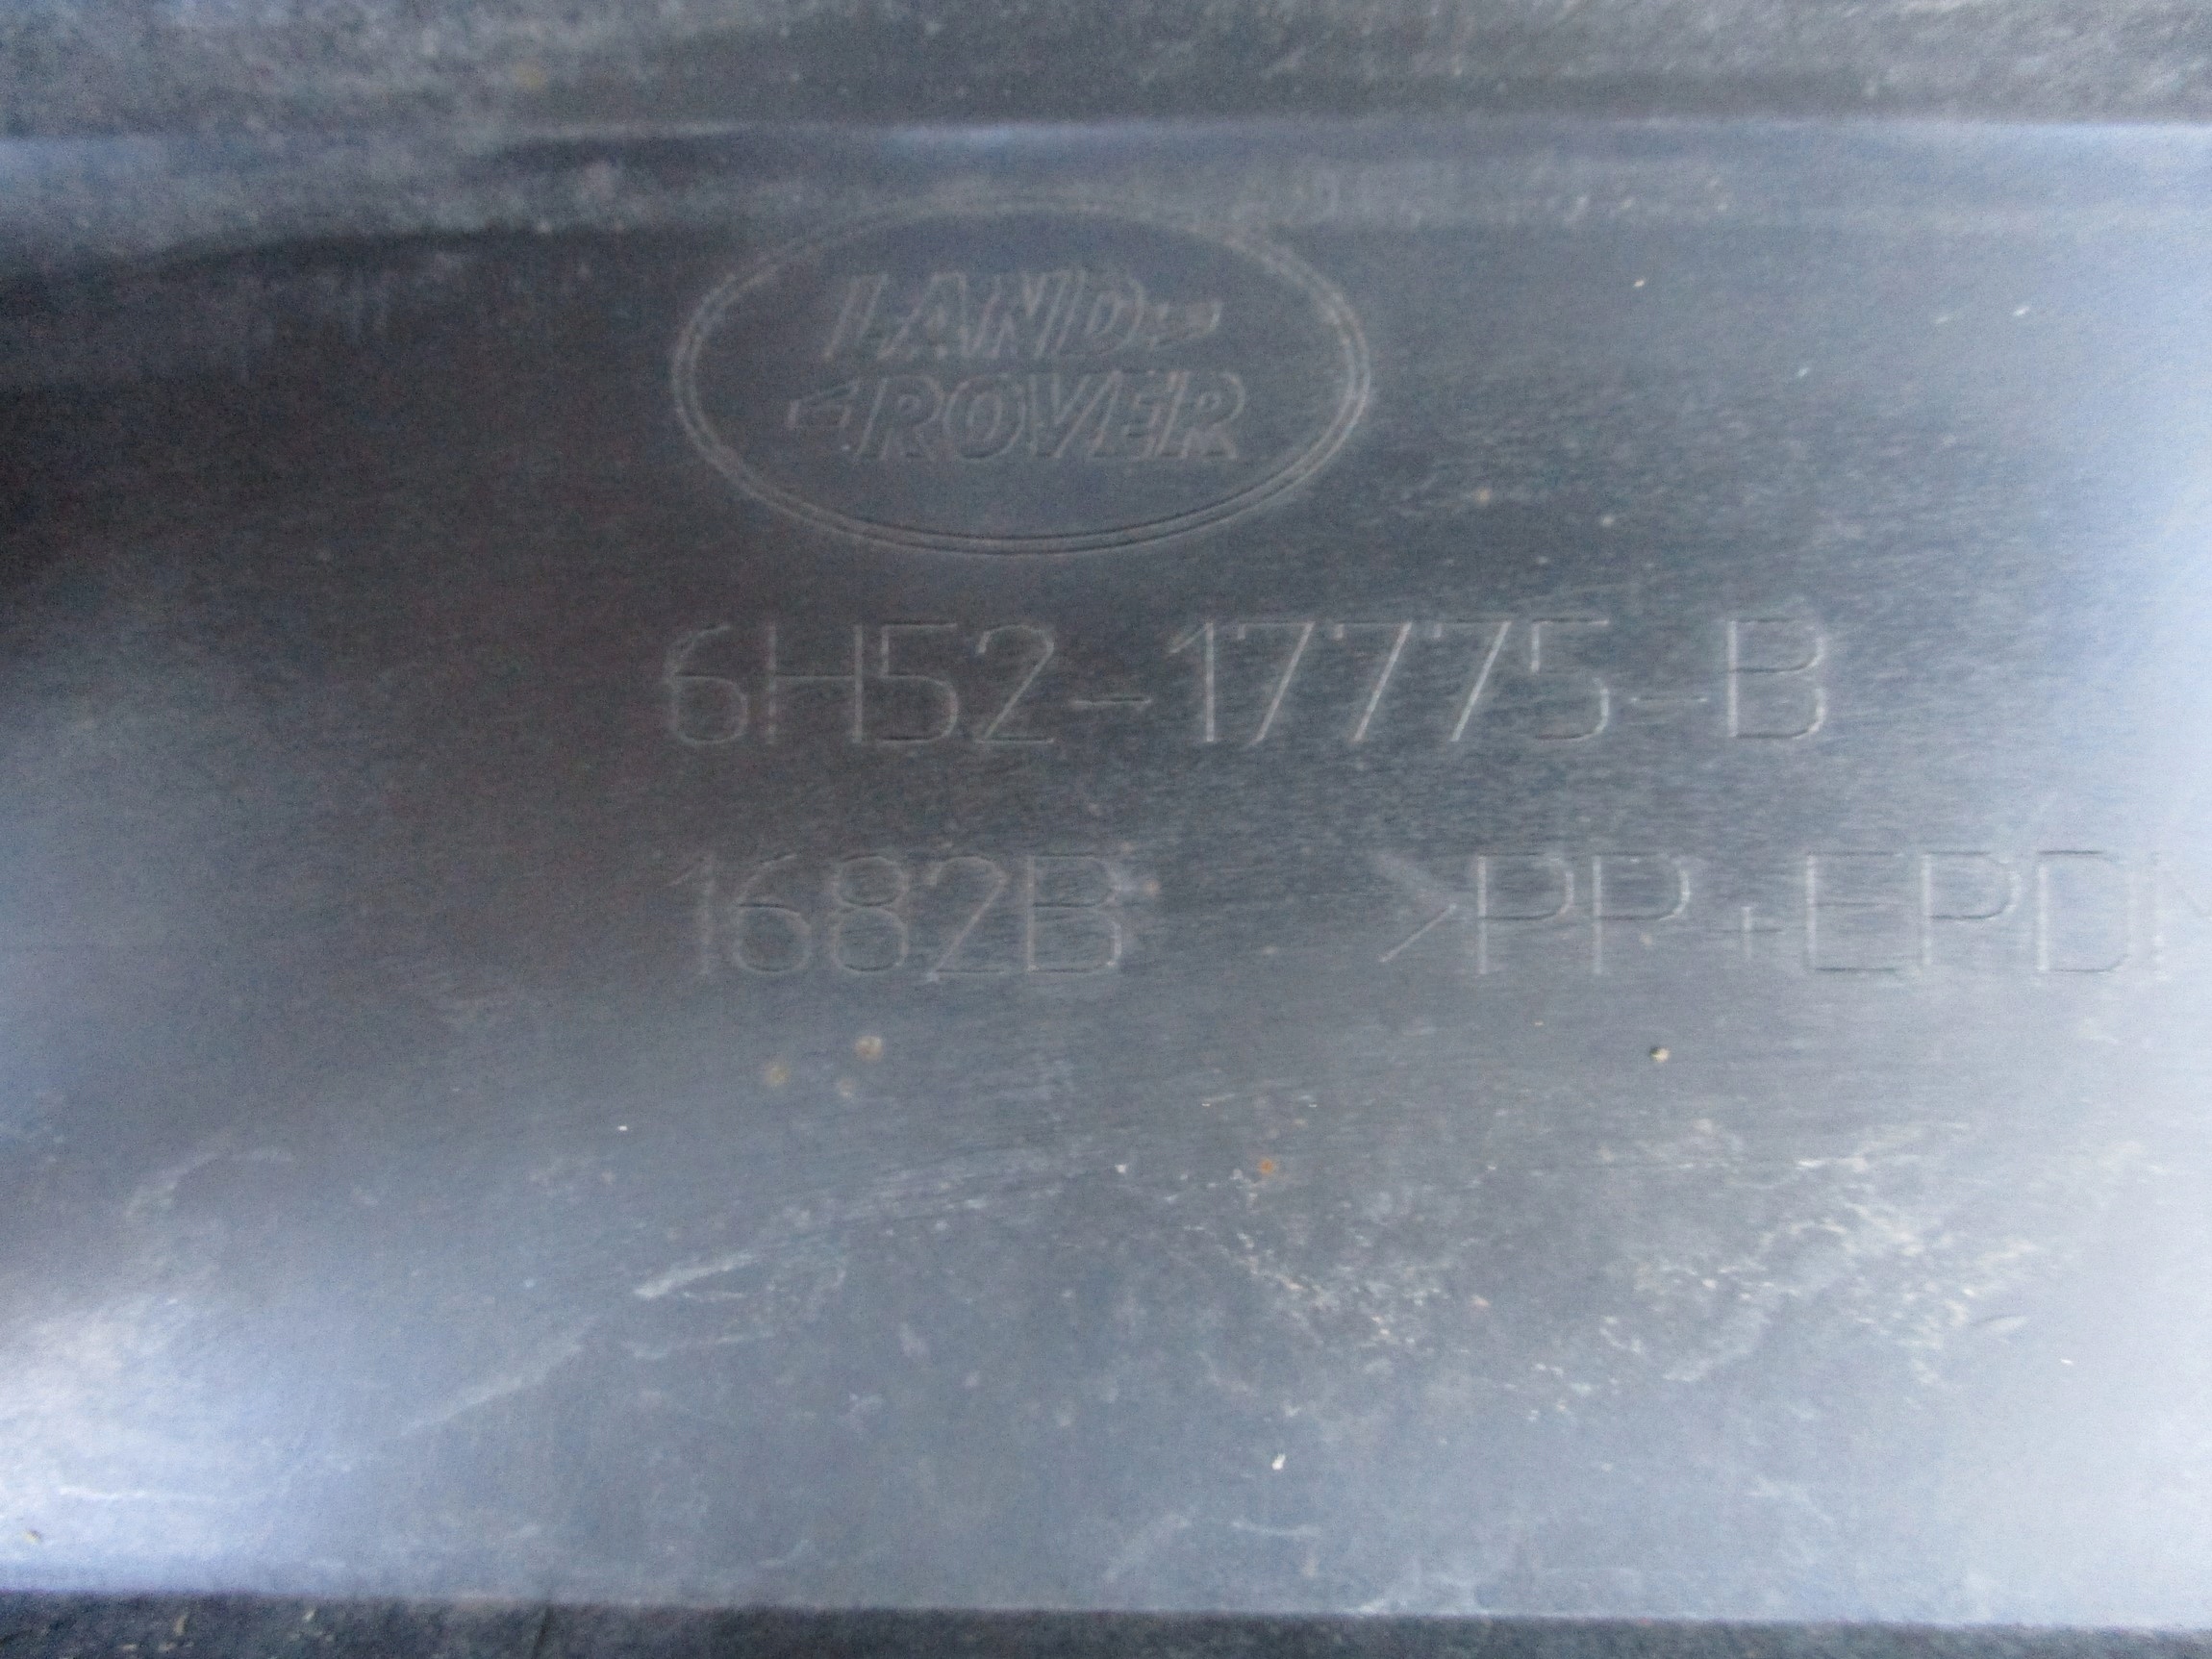 LAND
ROVER
6H52-17775-B
1682B >PP+EPDM